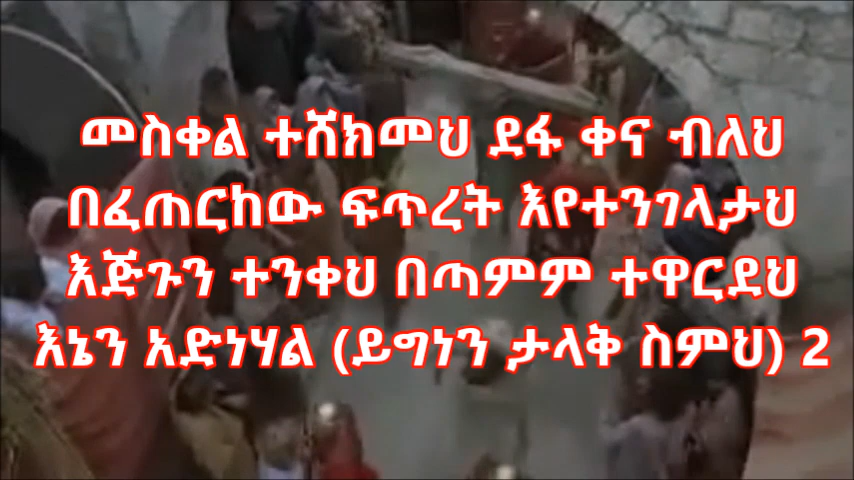 መስቀል ተሸክመህ ደፋ ቀና ብለህ
በፈጠርከው ፍጥረት እየተንገላታህ
እጅጉን ተንቀህ በጣምም ተዋርደህ
እኔን አድነሃል (ይግነን ታላቅ ስምህ) 2